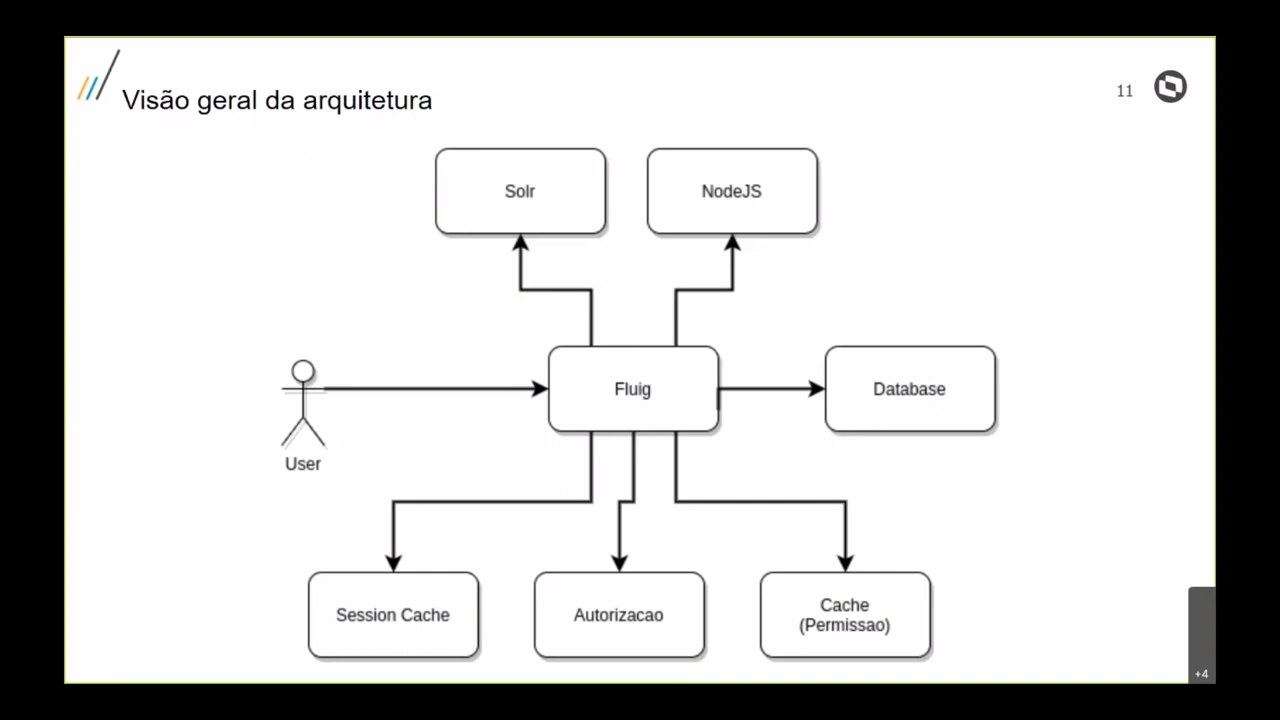 Visão geral da arquitetura
11
Solr
NodeJS
Fluig
Database
User
Session Cache
Autorizacao
Cache
(Permissao)
+4